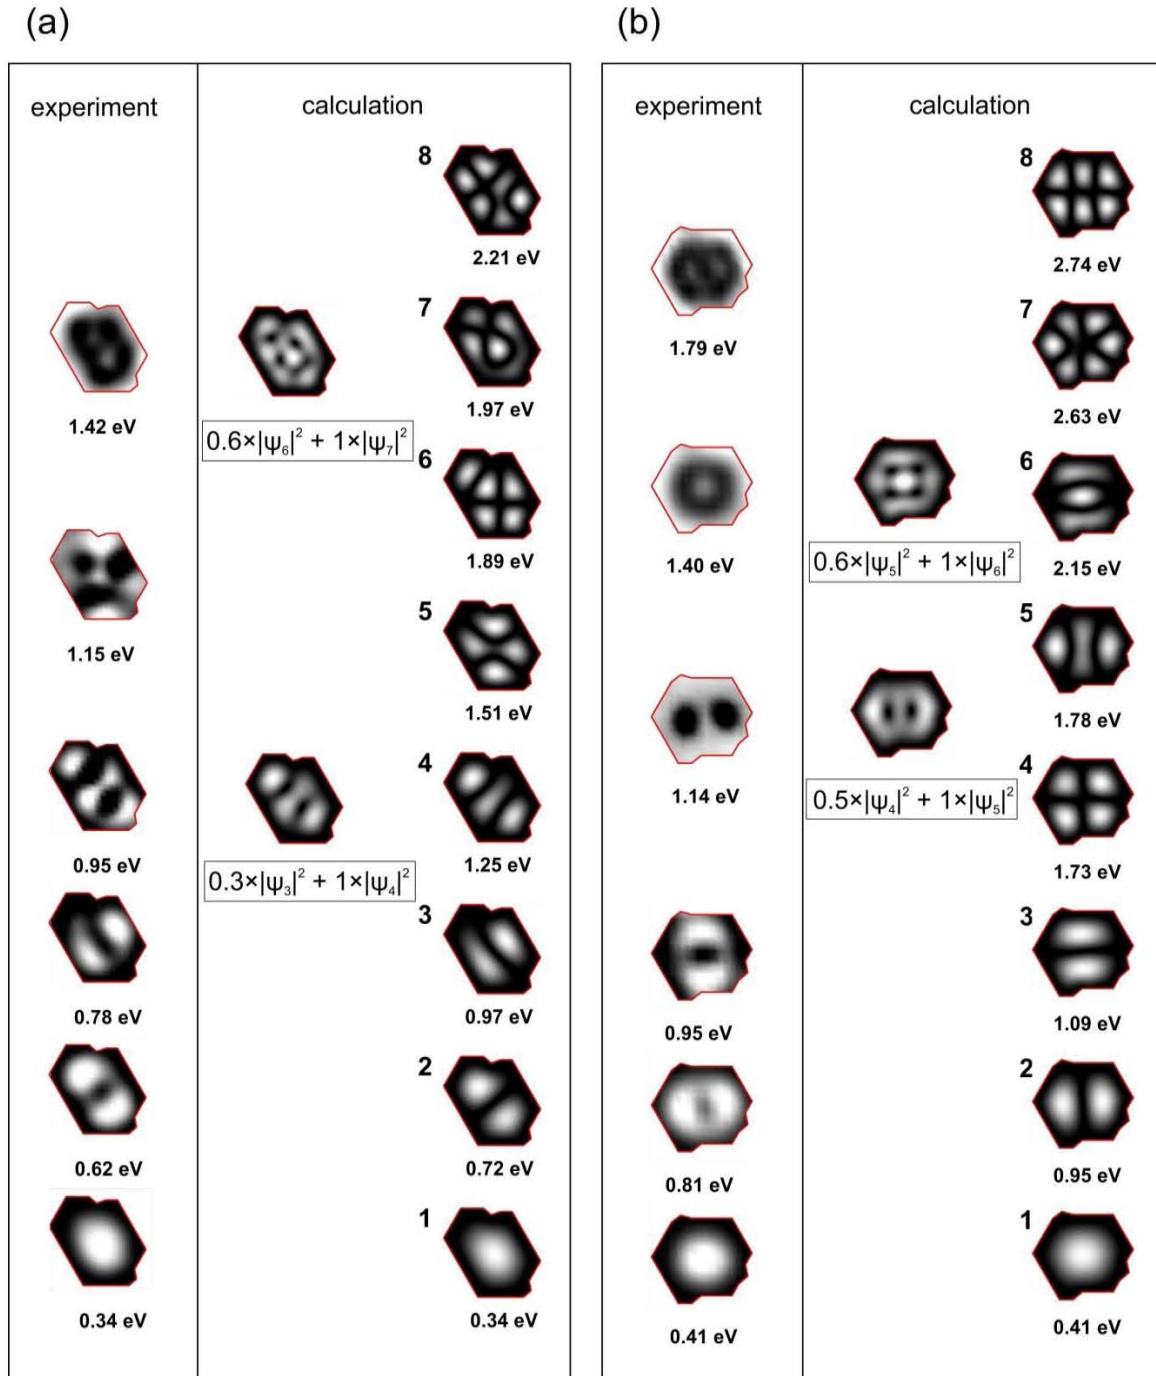 (a)
experiment
calculation
8
2.21 eV
1.42 eV
7
1.97 eV
0.6×|ψ₆|² + 1×|ψ₇|²
6
1.89 eV
1.15 eV
5
1.51 eV
0.95 eV
4
1.25 eV
0.3×|ψ₃|² + 1×|ψ₄|²
0.78 eV
3
0.97 eV
0.62 eV
2
0.72 eV
0.34 eV
1
0.34 eV
(b)
experiment
calculation
8
2.74 eV
1.79 eV
7
2.63 eV
1.40 eV
6
2.15 eV
0.6×|ψ₅|² + 1×|ψ₆|²
5
1.78 eV
1.14 eV
0.5×|ψ₄|² + 1×|ψ₅|²
4
1.73 eV
0.95 eV
3
1.09 eV
0.81 eV
2
0.95 eV
0.41 eV
1
0.41 eV